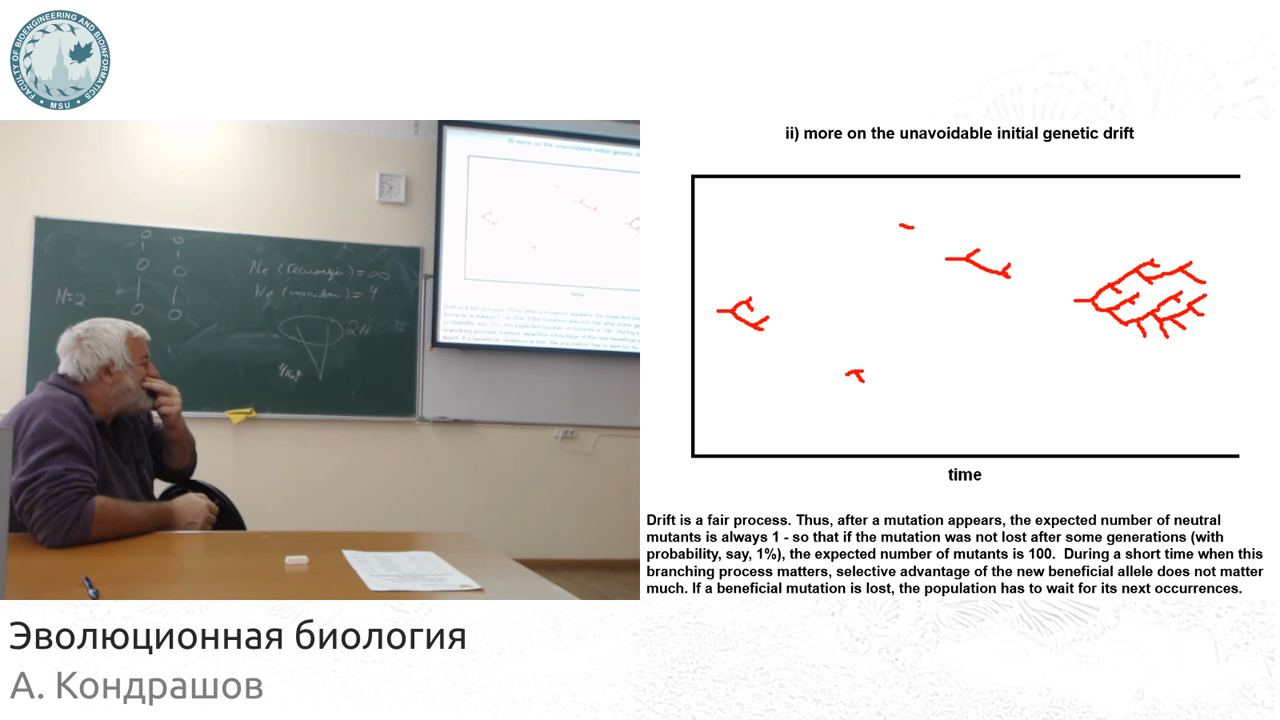 FACULTY OF BIOENGINEERING AND BIOINFORMATICS
• MSU •
ii) more on the unavoidable initial genetic drift
N=2
= ∞
= 4
2N
time
Drift is a fair process. Thus, after a mutation appears, the expected number of neutral
mutants is always 1 - so that if the mutation was not lost after some generations (with
probability, say, 1%), the expected number of mutants is 100.  During a short time when this
branching process matters, selective advantage of the new beneficial allele does not matter
much. If a beneficial mutation is lost, the population has to wait for its next occurrences.
Эволюционная биология
А. Кондрашов